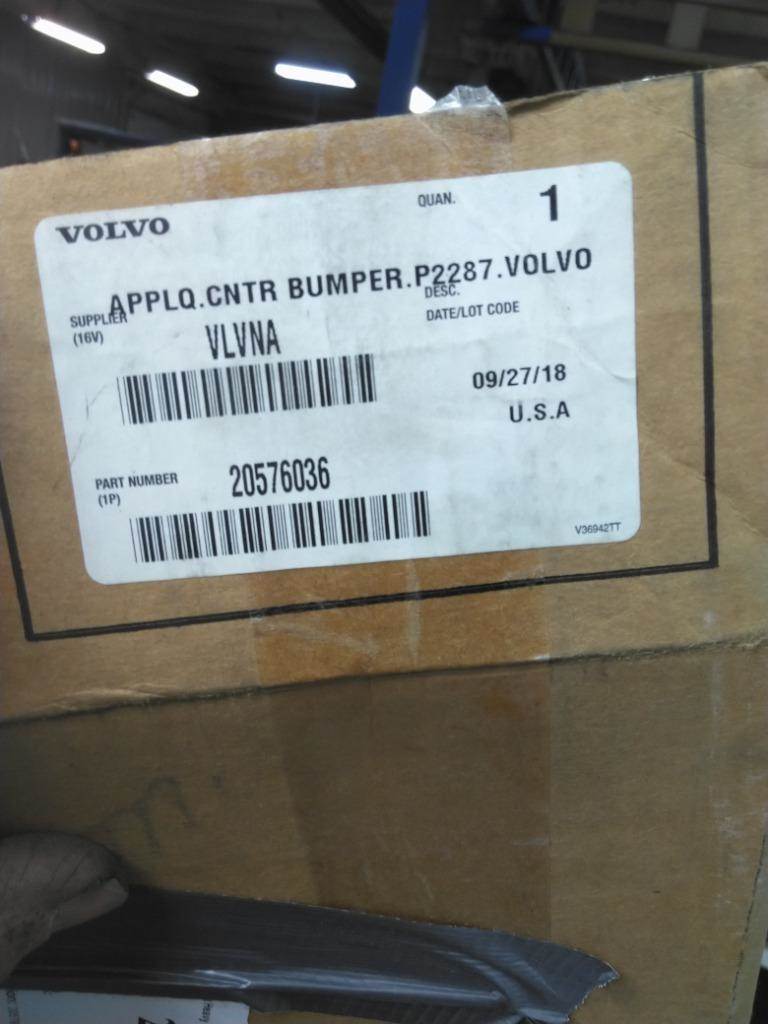 VOLVO
QUAN. 1
APPLQ.CNTR BUMPER.P2287.VOLVO
SUPPLIER
(16V)
VLVNA
DESC.
DATE/LOT CODE
09/27/18
U.S.A
PART NUMBER
(1P)
20576036
V36942TT